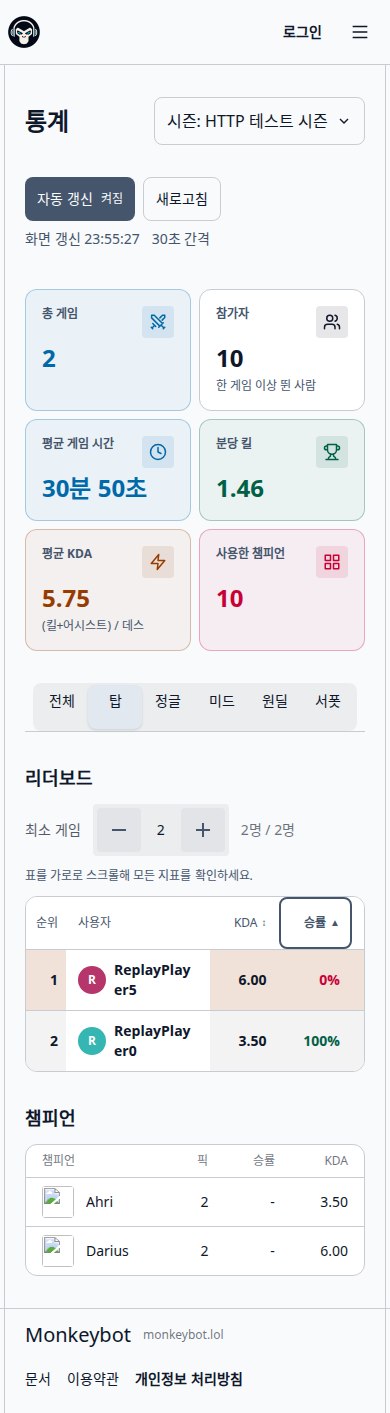 로그인
통계
시즌: HTTP 테스트 시즌
자동 갱신 켜짐
새로고침
화면 갱신 23:55:27 30초 간격
총 게임
2
참가자
10
한 게임 이상 뛴 사람
평균 게임 시간
30분 50초
분당 킬
1.46
평균 KDA
5.75
(킬+어시스트) / 데스
사용한 챔피언
10
전체 탑 정글 미드 원딜 서폿
리더보드
최소 게임 2 2명 / 2명
표를 가로로 스크롤해 모든 지표를 확인하세요.
순위 사용자 KDA ↕ 승률 ▲
1 R ReplayPlay
er5 6.00 0%
2 R ReplayPlay
er0 3.50 100%
챔피언
챔피언 픽 승률 KDA
Ahri 2 - 3.50
Darius 2 - 6.00
Monkeybot monkeybot.lol
문서 이용약관 개인정보 처리방침